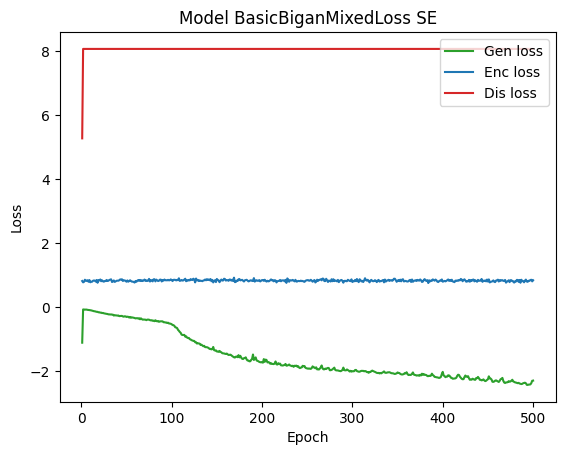 Model BasicBiganMixedLoss SE
Gen loss
Enc loss
Dis loss
8
6
4
2
0
−2
Loss
0 100 200 300 400 500
Epoch